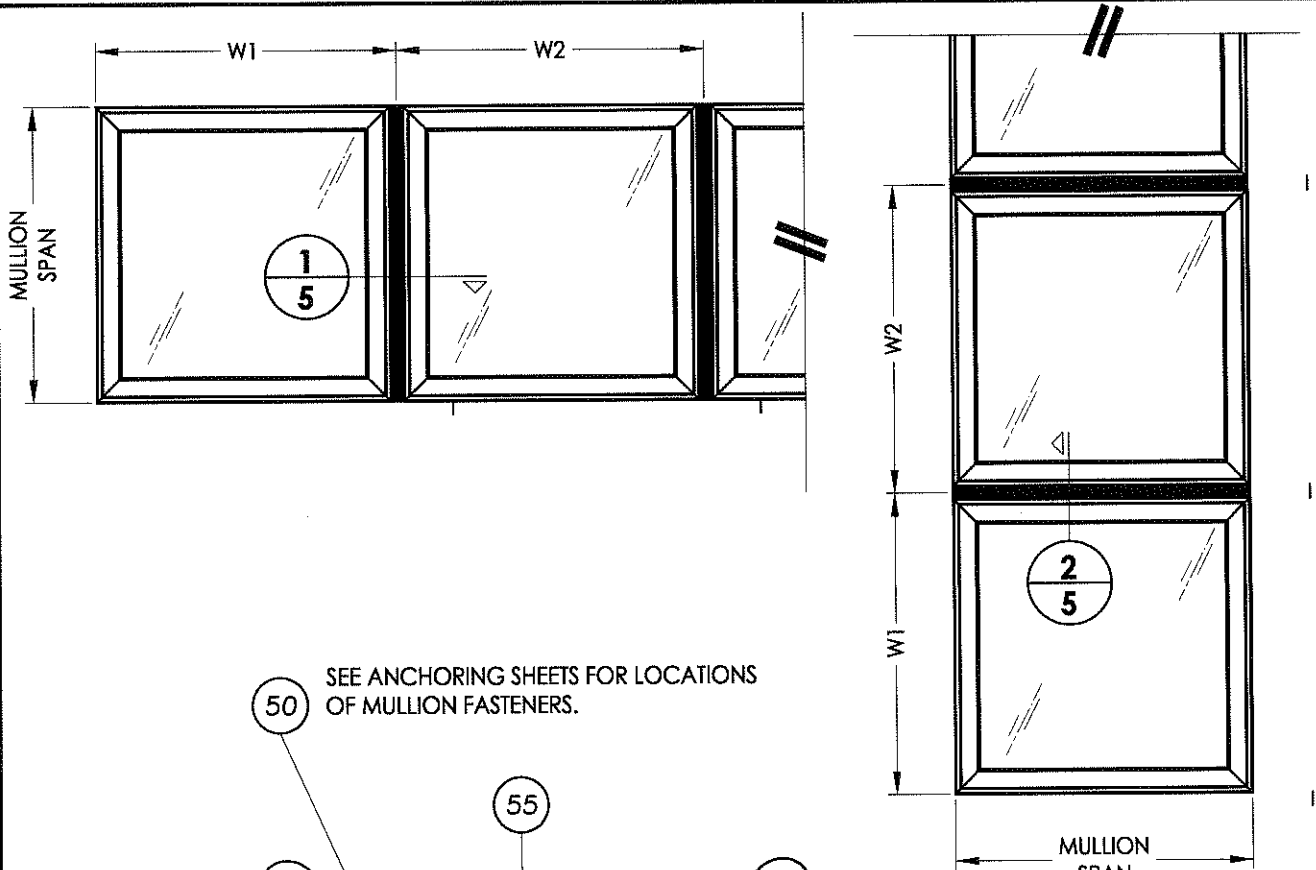 W1
W2
MULLION
SPAN
1
5
W2
2
5
W1
50
SEE ANCHORING SHEETS FOR LOCATIONS
OF MULLION FASTENERS.
55
MULLION
SPAN